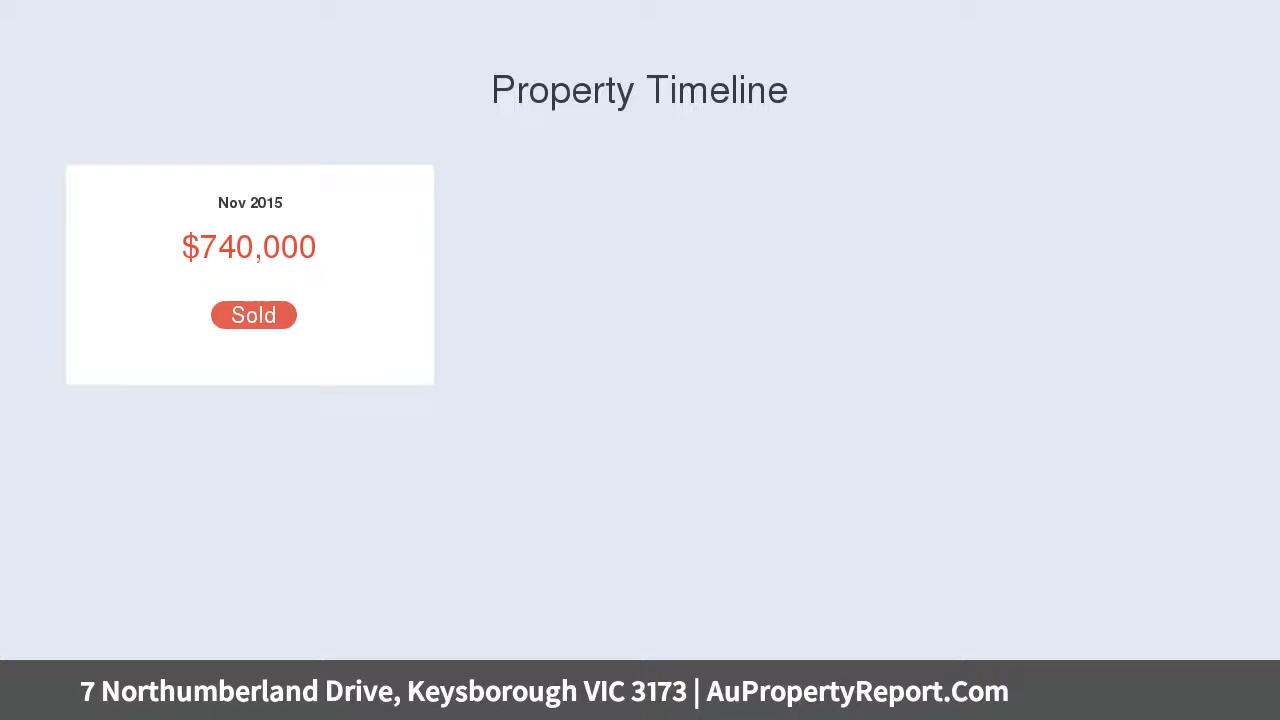 Property Timeline
Nov 2015
$740,000
Sold
7 Northumberland Drive, Keysborough VIC 3173 | AuPropertyReport.Com